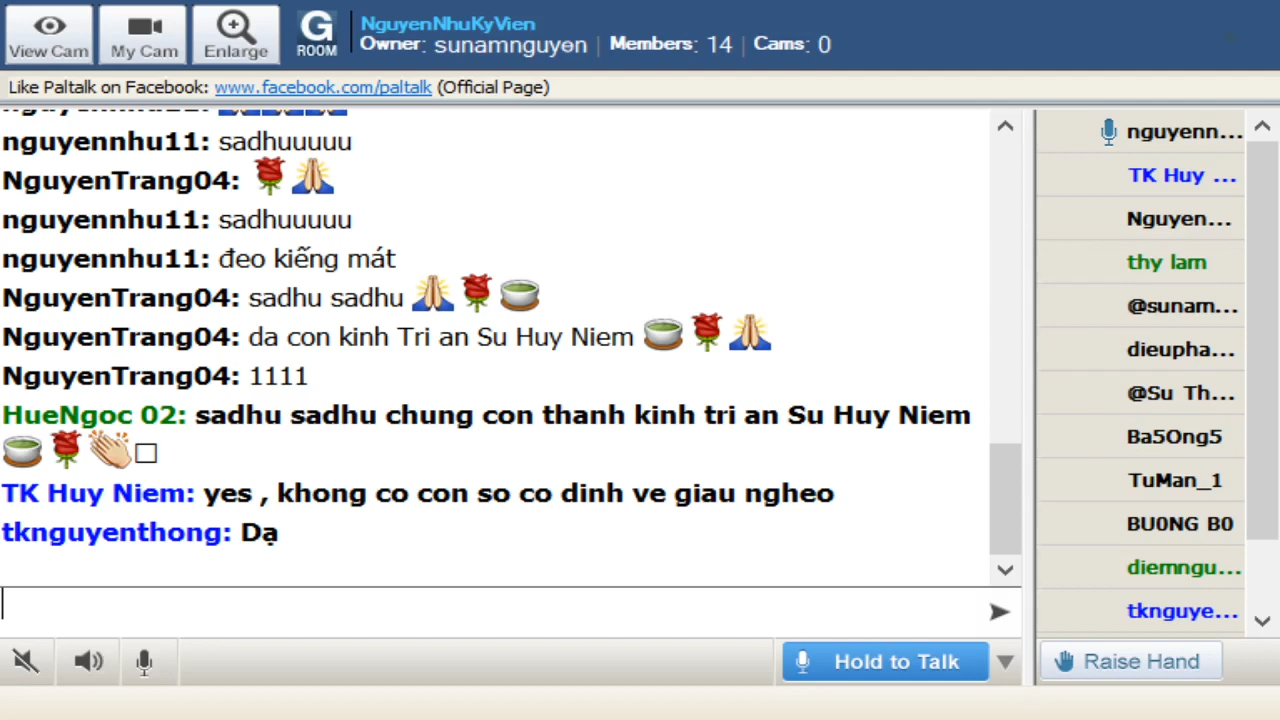 View Cam
My Cam
Enlarge
G
ROOM
NguyenNhuKyVien
Owner: sunamnguyen | Members: 14 | Cams: 0
Like Paltalk on Facebook: www.facebook.com/paltalk (Official Page)
nguyennhu11: sadhuuuuu
NguyenTrang04: 🌹🙏
nguyennhu11: sadhuuuuu
nguyennhu11: đeo kiếng mát
NguyenTrang04: sadhu sadhu 🙏🌹🍵
NguyenTrang04: da con kinh Tri an Su Huy Niem 🍵🌹🙏
NguyenTrang04: 1111
HueNgoc 02: sadhu sadhu chung con thanh kinh tri an Su Huy Niem
🍵🌹👏□
TK Huy Niem: yes , khong co con so co dinh ve giau ngheo
tknguyenthong: Dạ
nguyenn...
TK Huy ...
Nguyen...
thy lam
@sunam...
dieupha...
@Su Th...
Ba5Ong5
TuMan_1
BU0NG B0
diemngu...
tknguye...
Hold to Talk
Raise Hand